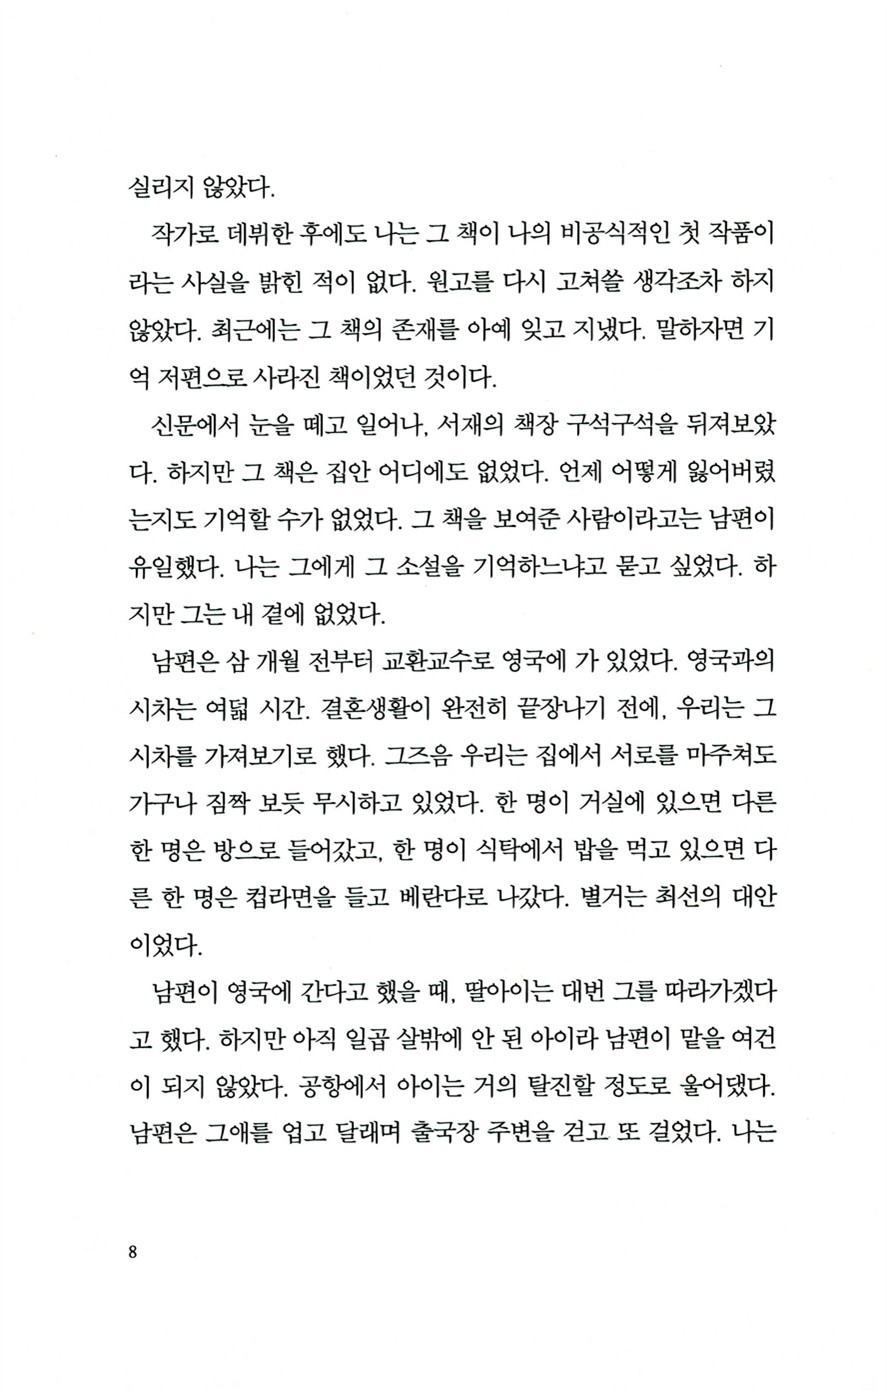 실리지 않았다.
작가로 데뷔한 후에도 나는 그 책이 나의 비공식적인 첫 작품이
라는 사실을 밝힌 적이 없다. 원고를 다시 고쳐쓸 생각조차 하지
않았다. 최근에는 그 책의 존재를 아예 잊고 지냈다. 말하자면 기
억 저편으로 사라진 책이었던 것이다.
신문에서 눈을 떼고 일어나, 서재의 책장 구석구석을 뒤져보았
다. 하지만 그 책은 집안 어디에도 없었다. 언제 어떻게 잃어버렸
는지도 기억할 수가 없었다. 그 책을 보여준 사람이라고는 남편이
유일했다. 나는 그에게 그 소설을 기억하느냐고 묻고 싶었다. 하
지만 그는 내 곁에 없었다.
남편은 삼 개월 전부터 교환교수로 영국에 가 있었다. 영국과의
시차는 여덟 시간. 결혼생활이 완전히 끝장나기 전에, 우리는 그
시차를 가져보기로 했다. 그즈음 우리는 집에서 서로를 마주쳐도
가구나 짐짝 보듯 무시하고 있었다. 한 명이 거실에 있으면 다른
한 명은 방으로 들어갔고, 한 명이 식탁에서 밥을 먹고 있으면 다
른 한 명은 컵라면을 들고 베란다로 나갔다. 별거는 최선의 대안
이었다.
남편이 영국에 간다고 했을 때, 딸아이는 대번 그를 따라가겠다
고 했다. 하지만 아직 일곱 살밖에 안 된 아이라 남편이 맡을 여건
이 되지 않았다. 공항에서 아이는 거의 탈진할 정도로 울어댔다.
남편은 그애를 업고 달래며 출국장 주변을 걷고 또 걸었다. 나는
8